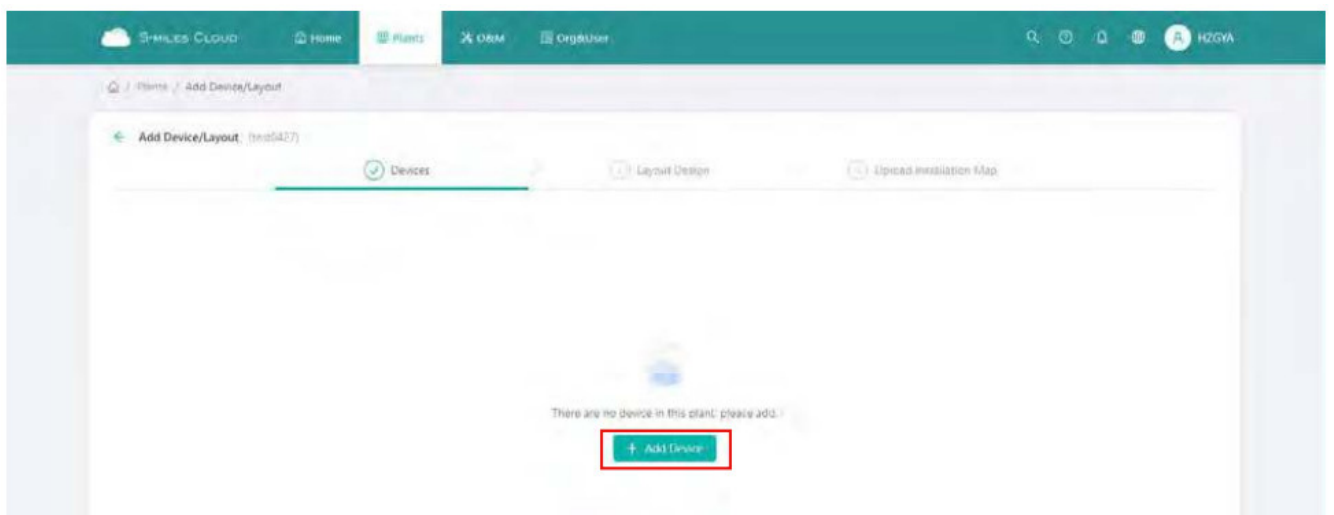 S-MILES CLOUD Home Plants O&M Org&User HZGYA
/ Plants / Add Device/Layout
Add Device/Layout
Devices Layout Design Upload Installation Map
There are no device in this plant, please add.
+ Add Device